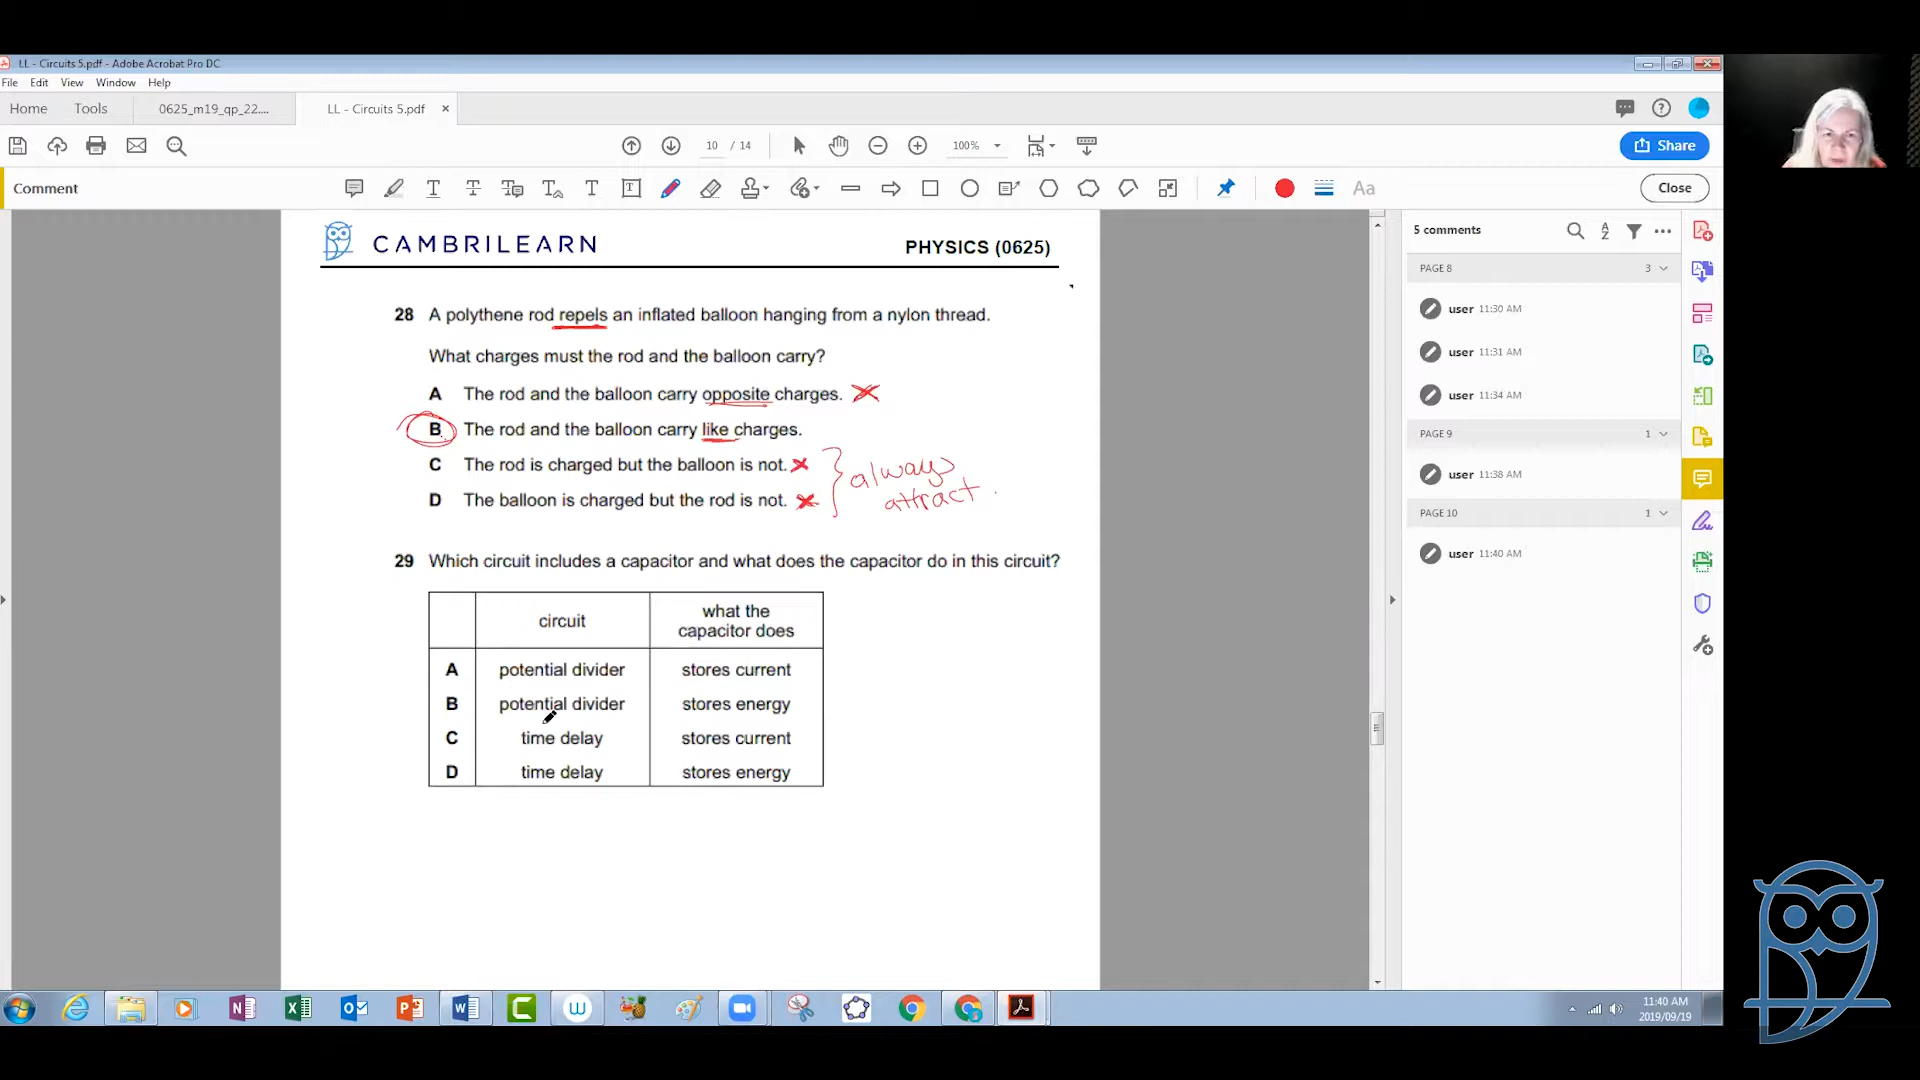 LL - Circuits 5.pdf - Adobe Acrobat Pro DC
File Edit View Window Help
Home Tools 0625_m19_qp_22.... LL - Circuits 5.pdf ×
10 / 14 100% Share
Comment Aa Close
CAMBRILEARN PHYSICS (0625)
28 A polythene rod repels an inflated balloon hanging from a nylon thread.
What charges must the rod and the balloon carry?
A The rod and the balloon carry opposite charges.
B The rod and the balloon carry like charges.
C The rod is charged but the balloon is not.
D The balloon is charged but the rod is not.
always
attract
29 Which circuit includes a capacitor and what does the capacitor do in this circuit?
circuit what the
capacitor does
A potential divider stores current
B potential divider stores energy
C time delay stores current
D time delay stores energy
5 comments
PAGE 8 3
user 11:30 AM
user 11:31 AM
user 11:34 AM
PAGE 9 1
user 11:38 AM
PAGE 10 1
user 11:40 AM
11:40 AM
2019/09/19